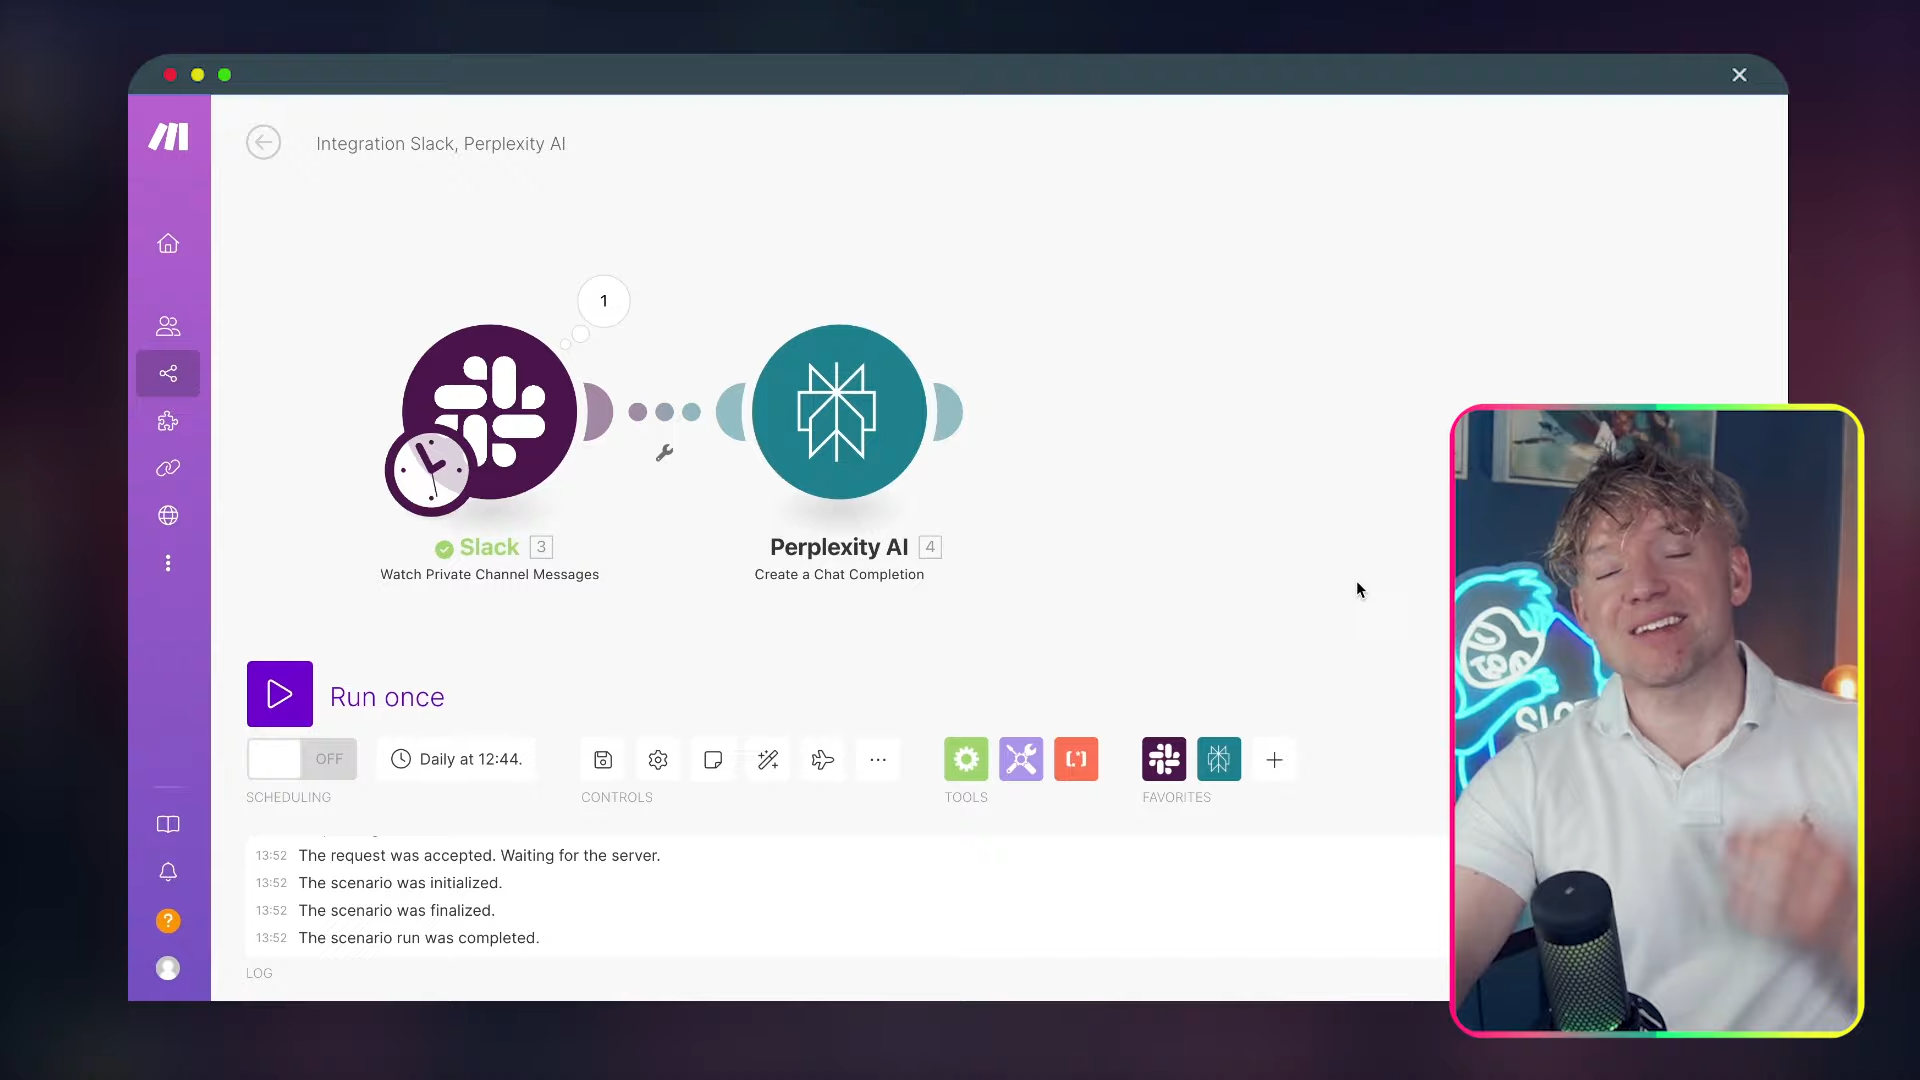 Integration Slack, Perplexity AI
1
Slack 3
Watch Private Channel Messages
Perplexity AI 4
Create a Chat Completion
Run once
OFF
Daily at 12:44.
SCHEDULING
CONTROLS
TOOLS
FAVORITES
13:52 The request was accepted. Waiting for the server.
13:52 The scenario was initialized.
13:52 The scenario was finalized.
13:52 The scenario run was completed.
LOG
?